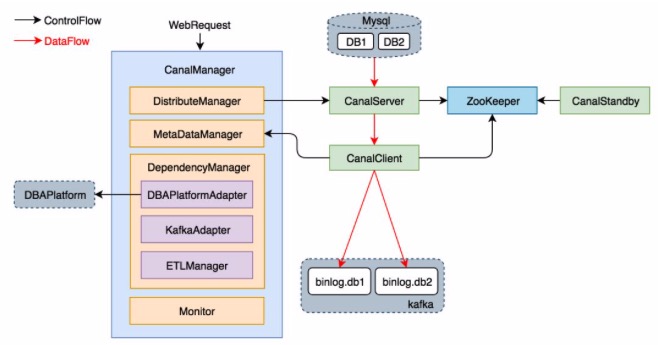 ControlFlow
DataFlow
WebRequest
CanalManager
DistributeManager
MetaDataManager
DependencyManager
DBAPlatformAdapter
KafkaAdapter
ETLManager
Monitor
DBAPlatform
Mysql
DB1
DB2
CanalServer
ZooKeeper
CanalStandby
CanalClient
binlog.db1
binlog.db2
kafka